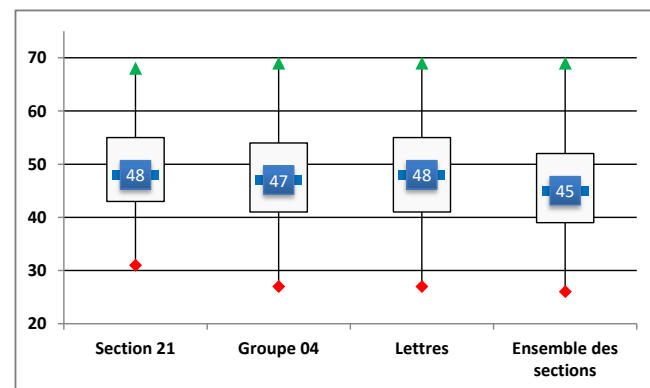 70
60
50
40
30
20
48
47
48
45
Section 21
Groupe 04
Lettres
Ensemble des
sections